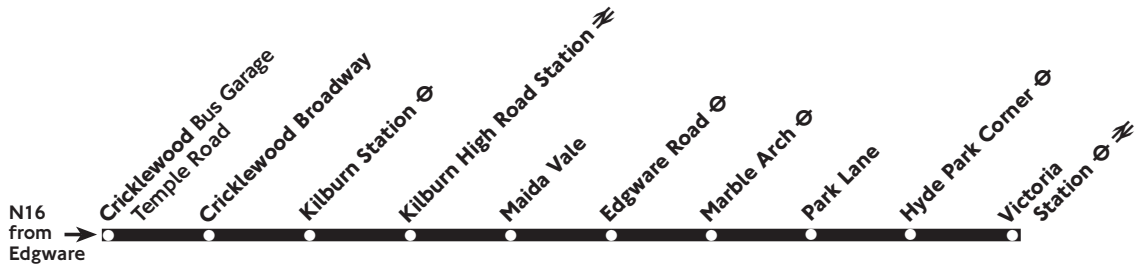 N16
from
Edgware
Cricklewood Bus Garage
Temple Road
Cricklewood Broadway
Kilburn Station
Kilburn High Road Station
Maida Vale
Edgware Road
Marble Arch
Park Lane
Hyde Park Corner
Victoria
Station